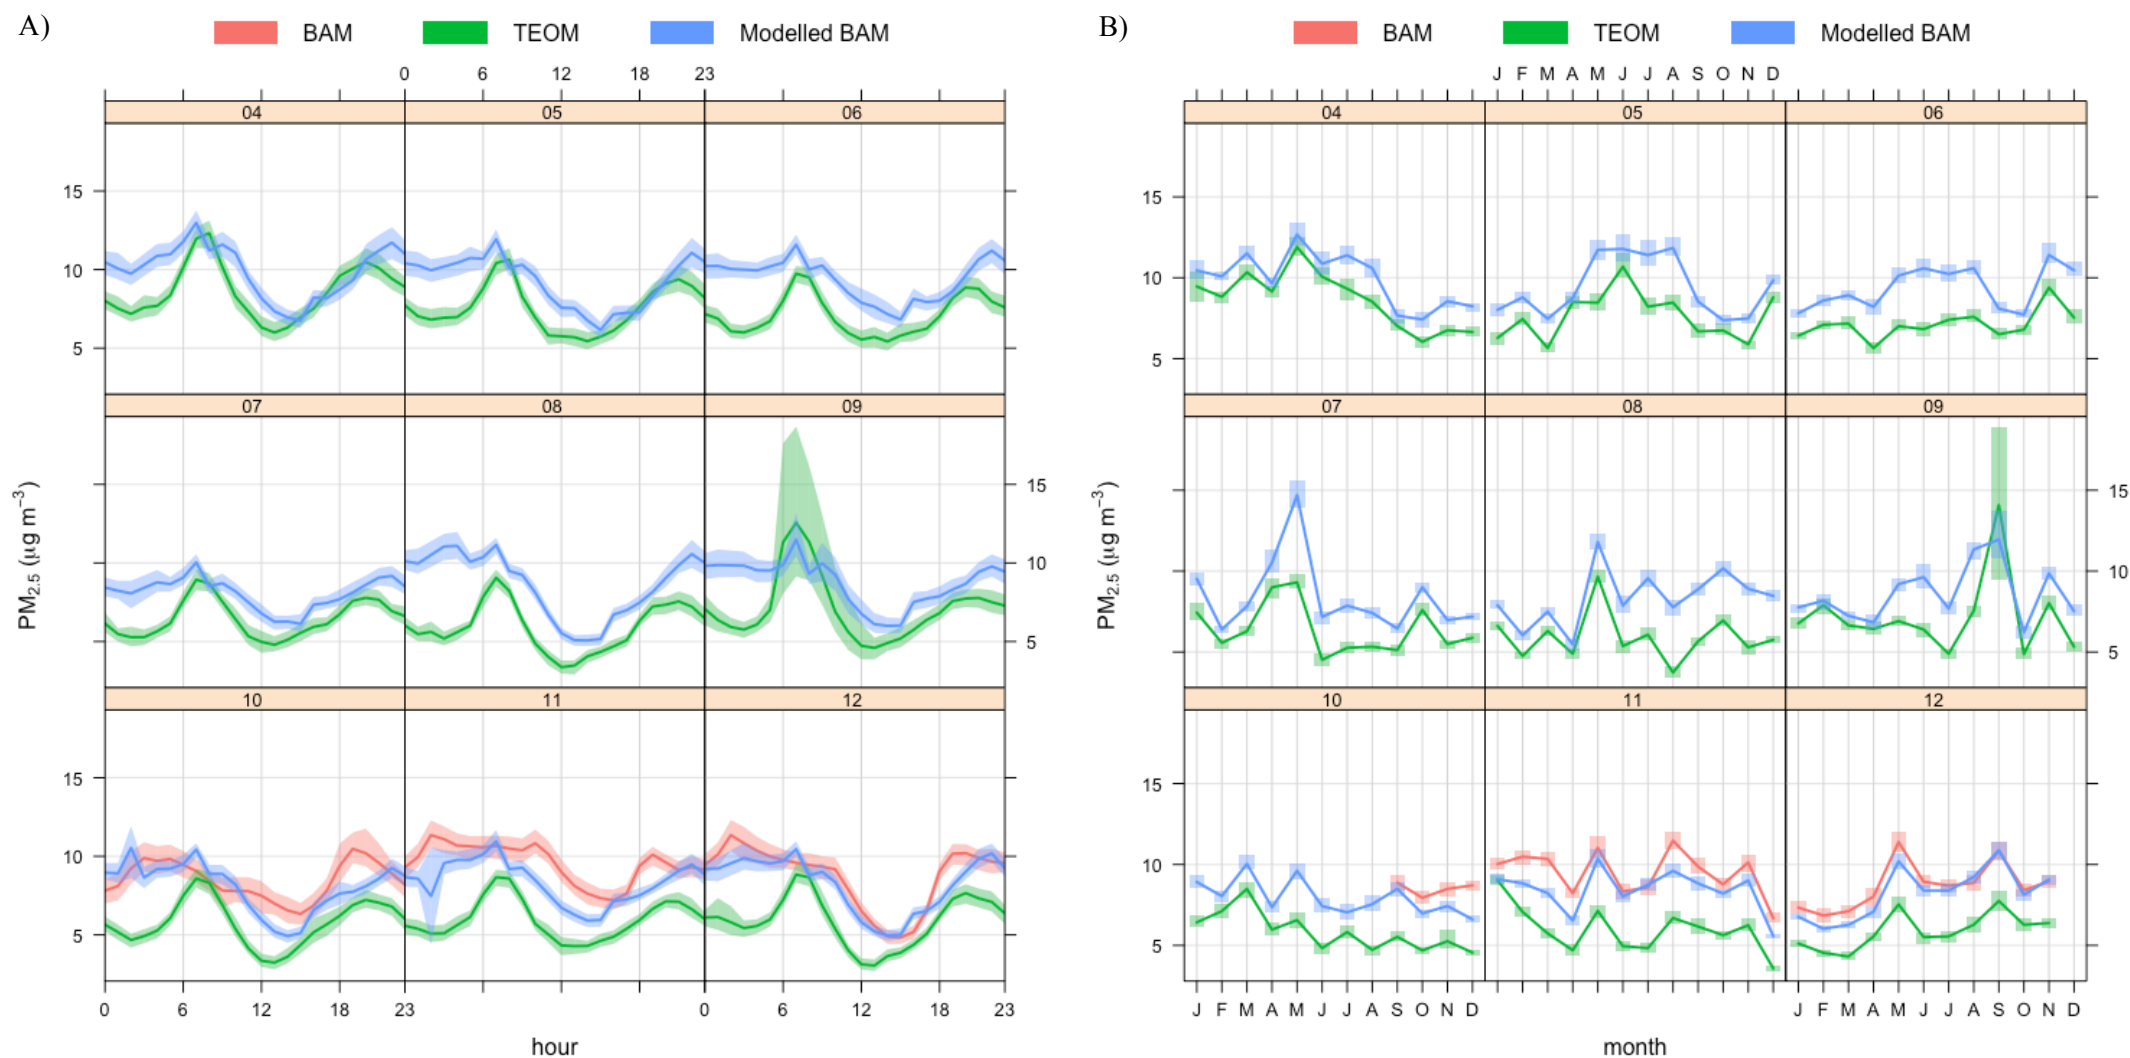 A) BAM TEOM Modelled BAM
0 6 12 18 23
04 05 06
15
10
5
07 08 09
15
10
5
10 11 12
15
10
5
0 6 12 18 23 0 6 12 18 23
hour
PM2.5 (µg m−3)
B) BAM TEOM Modelled BAM
J F M A M J J A S O N D
04 05 06
15
10
5
07 08 09
15
10
5
10 11 12
15
10
5
J F M A M J J A S O N D J F M A M J J A S O N D
month
PM2.5 (µg m−3)